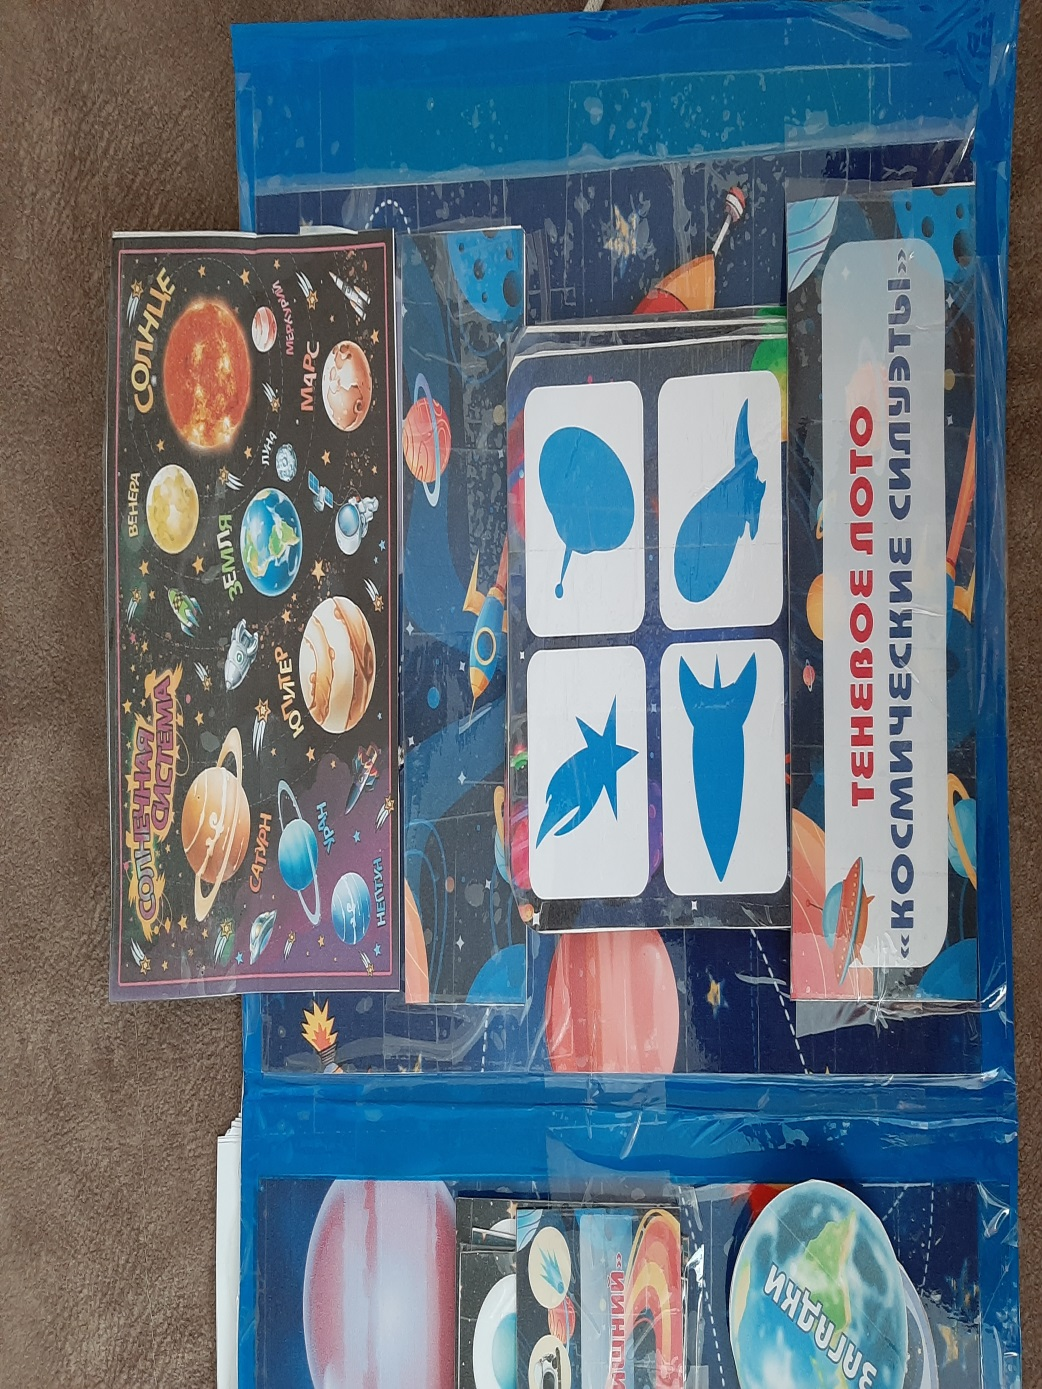 СОЛНЕЧНАЯ
СИСТЕМА
СОЛНЦЕ
ВЕНЕРА
МЕРКУРИЙ
МАРС
ЛУНА
ЗЕМЛЯ
ЮПИТЕР
САТУРН
УРАН
НЕПТУН
ТЕНЕВОЕ ЛОТО
«КОСМИЧЕСКИЕ СИЛУЭТЫ»
ЗАГАДКИ